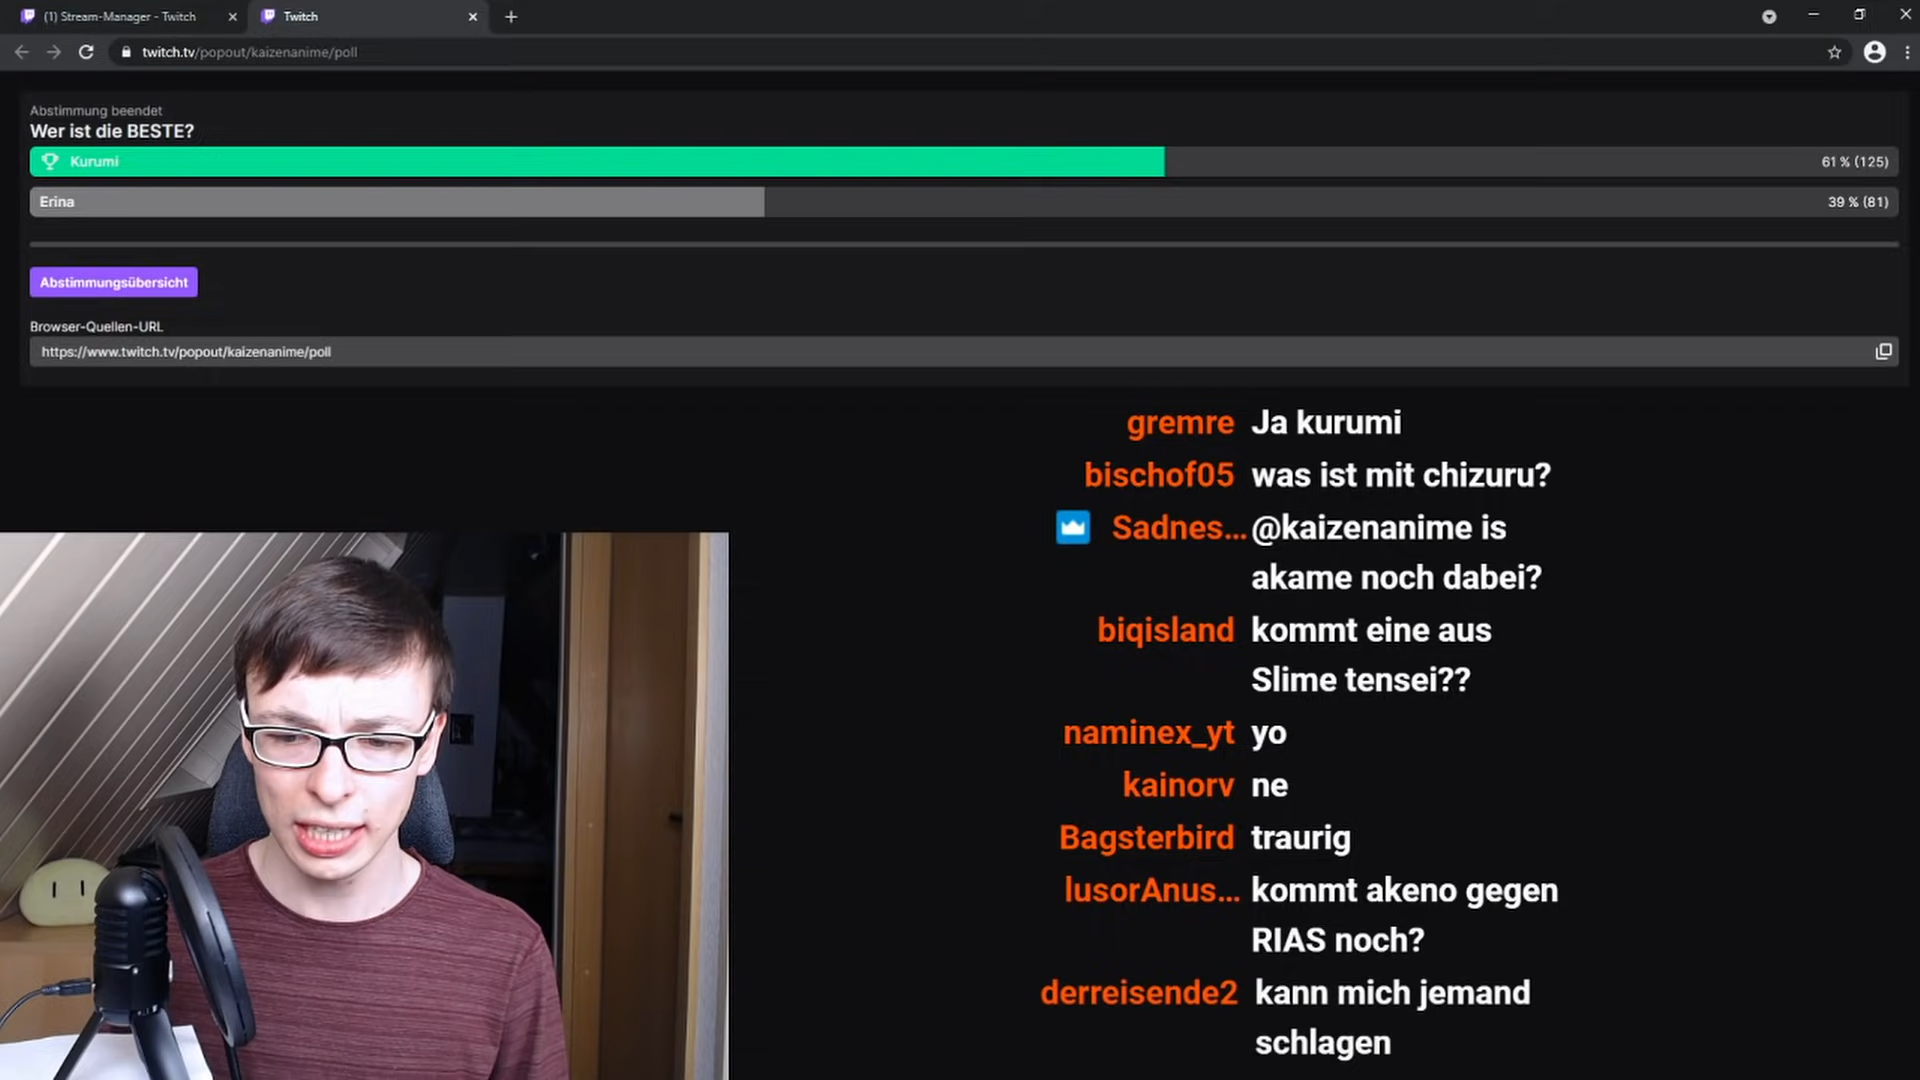 (1) Stream-Manager - Twitch
Twitch
twitch.tv/popout/kaizenanime/poll
Abstimmung beendet
Wer ist die BESTE?
Kurumi 61 % (125)
Erina 39 % (81)
Abstimmungsübersicht
Browser-Quellen-URL
https://www.twitch.tv/popout/kaizenanime/poll
gremre Ja kurumi
bischof05 was ist mit chizuru?
Sadnes... @kaizenanime is
akame noch dabei?
biqisland kommt eine aus
Slime tensei??
naminex_yt yo
kainorv ne
Bagsterbird traurig
lusorAnus... kommt akeno gegen
RIAS noch?
derreisende2 kann mich jemand
schlagen